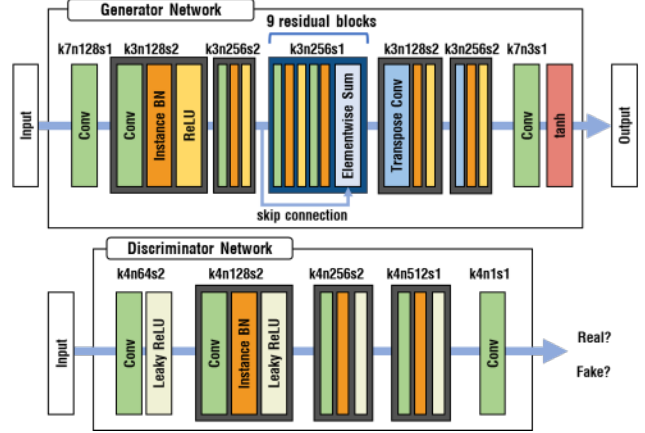 Generator Network
9 residual blocks
k7n128s1 k3n128s2 k3n256s2 k3n256s1 k3n128s2 k3n256s2 k7n3s1
Input
Conv
Conv
Instance BN
ReLU
Elementwise Sum
Transpose Conv
Conv
tanh
Output
skip connection
Discriminator Network
k4n64s2 k4n128s2 k4n256s2 k4n512s1 k4n1s1
Input
Conv
Leaky ReLU
Conv
Instance BN
Leaky ReLU
Conv
Real?
Fake?